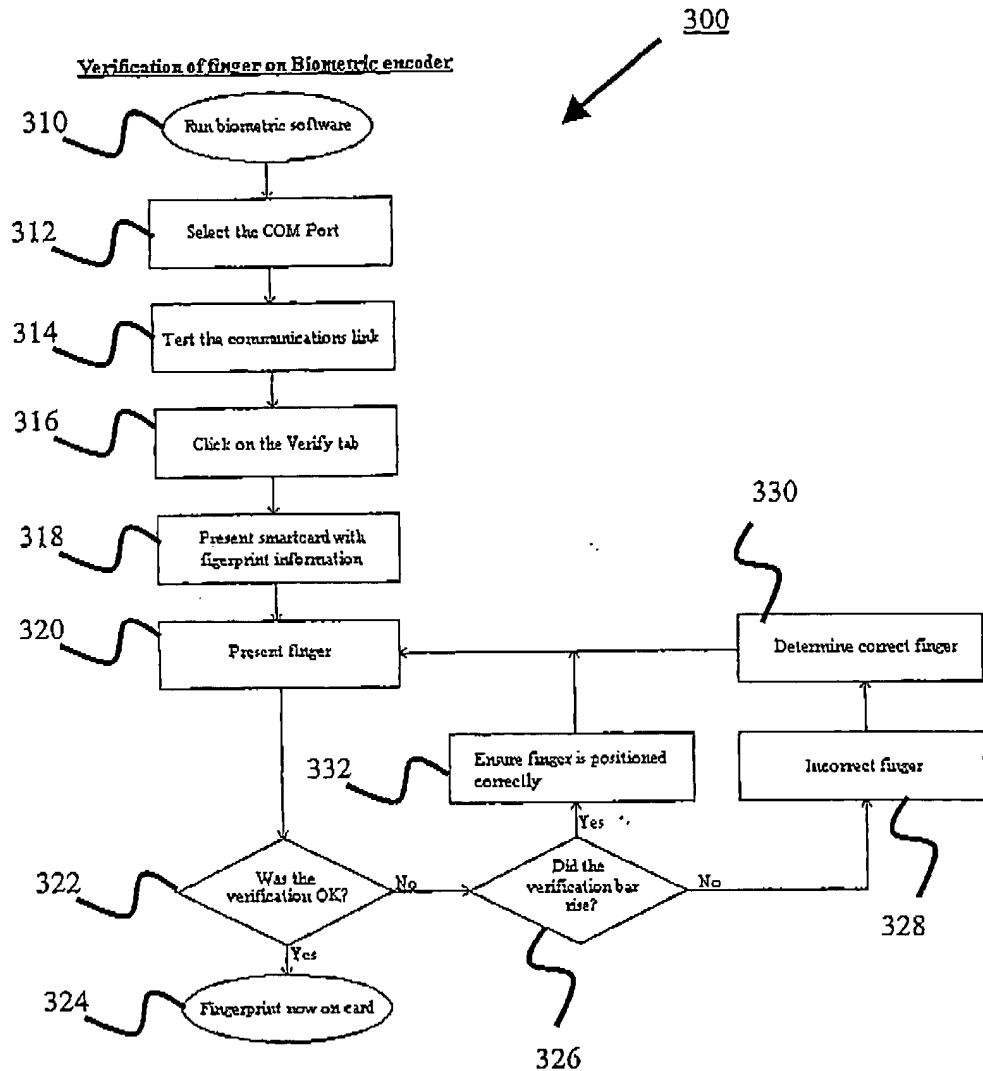 300
Verification of finger on Biometric encoder
310
Run biometric software
312
Select the COM Port
314
Test the communications link
316
Click on the Verify tab
318
Present smartcard with
figerprint information
330
320
Present finger
Determine correct finger
332
Ensure finger is positioned
correctly
Incorrect finger
Yes
322
Was the
verification OK?
No
Did the
verification bar
rise?
No
328
Yes
324
Fingerprint now on card
326